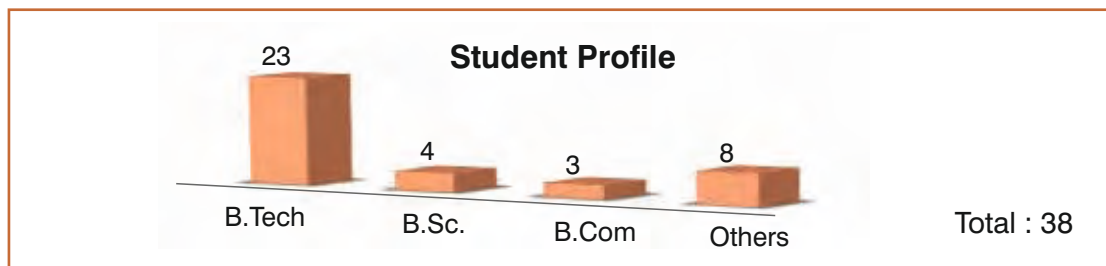 Student Profile
23
4
3
8
B.Tech
B.Sc.
B.Com
Others
Total : 38